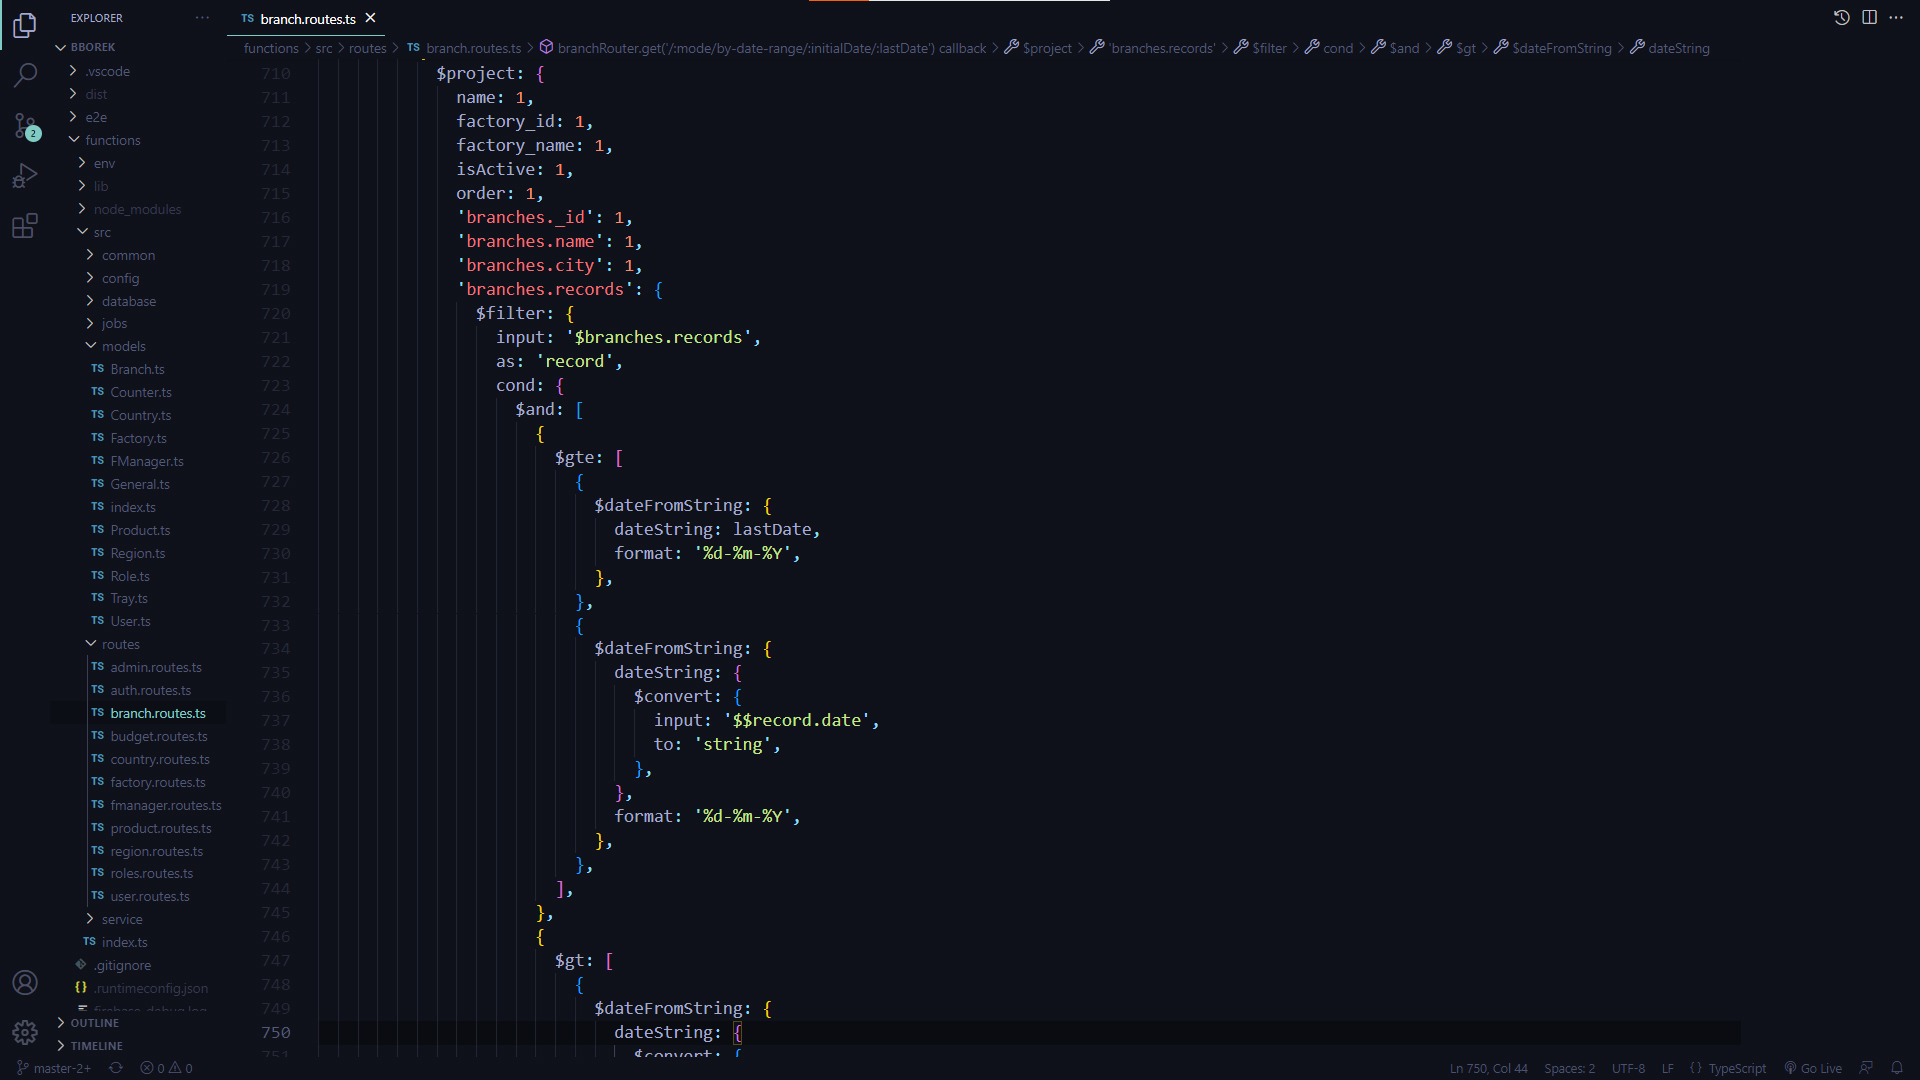 EXPLORER
TS branch.routes.ts
BBOREK
functions > src > routes > TS branch.routes.ts > branchRouter.get('/:mode/by-date-range/:initialDate/:lastDate') callback > $project > 'branches.records' > $filter > cond > $and > $gt > $dateFromString > dateString
.vscode
dist
e2e
functions
env
lib
node_modules
src
common
config
database
jobs
models
TS Branch.ts
TS Counter.ts
TS Country.ts
TS Factory.ts
TS FManager.ts
TS General.ts
TS index.ts
TS Product.ts
TS Region.ts
TS Role.ts
TS Tray.ts
TS User.ts
routes
TS admin.routes.ts
TS auth.routes.ts
TS branch.routes.ts
TS budget.routes.ts
TS country.routes.ts
TS factory.routes.ts
TS fmanager.routes.ts
TS product.routes.ts
TS region.routes.ts
TS roles.routes.ts
TS user.routes.ts
service
TS index.ts
.gitignore
{} .runtimeconfig.json
firebase-debug.log
OUTLINE
TIMELINE
2
710 $project: {
711 name: 1,
712 factory_id: 1,
713 factory_name: 1,
714 isActive: 1,
715 order: 1,
716 'branches._id': 1,
717 'branches.name': 1,
718 'branches.city': 1,
719 'branches.records': {
720 $filter: {
721 input: '$branches.records',
722 as: 'record',
723 cond: {
724 $and: [
725 {
726 $gte: [
727 {
728 $dateFromString: {
729 dateString: lastDate,
730 format: '%d-%m-%Y',
731 },
732 },
733 {
734 $dateFromString: {
735 dateString: {
736 $convert: {
737 input: '$$record.date',
738 to: 'string',
739 },
740 },
741 format: '%d-%m-%Y',
742 },
743 },
744 ],
745 },
746 {
747 $gt: [
748 {
749 $dateFromString: {
750 dateString: {
751 $convert: {
master-2+ 0 0 Ln 750, Col 44 Spaces: 2 UTF-8 LF {} TypeScript Go Live